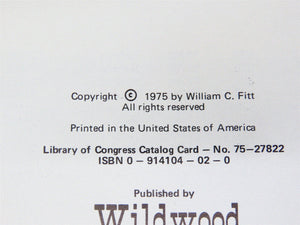 Copyright © 1975 by William C. Fitt
All rights reserved
Printed in the United States of America
Library of Congress Catalog Card – No. 75-27822
ISBN 0 – 914104 – 02 – 0
Published by
Wildwood